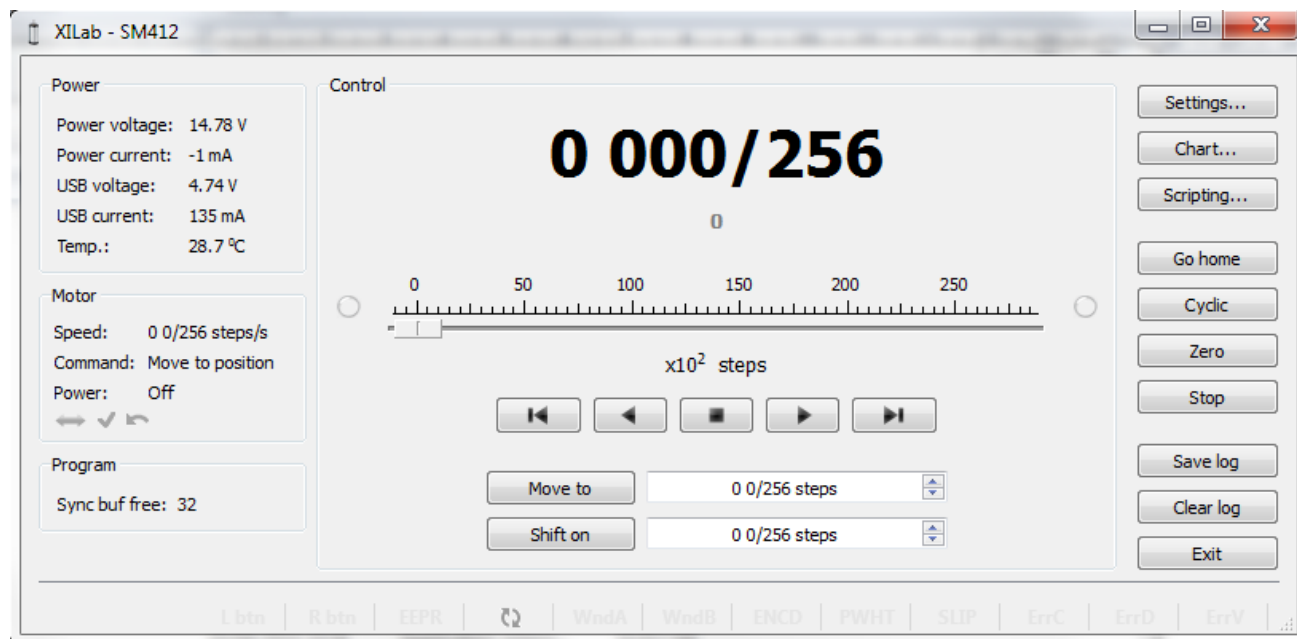 XILab - SM412
Power
Power voltage: 14.78 V
Power current: -1 mA
USB voltage: 4.74 V
USB current: 135 mA
Temp.: 28.7 ⁰C
Motor
Speed: 0 0/256 steps/s
Command: Move to position
Power: Off
Program
Sync buf free: 32
Control
0 000/256
0
0 50 100 150 200 250
x10² steps
Move to 0 0/256 steps
Shift on 0 0/256 steps
Settings...
Chart...
Scripting...
Go home
Cyclic
Zero
Stop
Save log
Clear log
Exit
L btn R btn EEPR WndA WndB ENCD PWHT SLIP ErrC ErrD ErrV